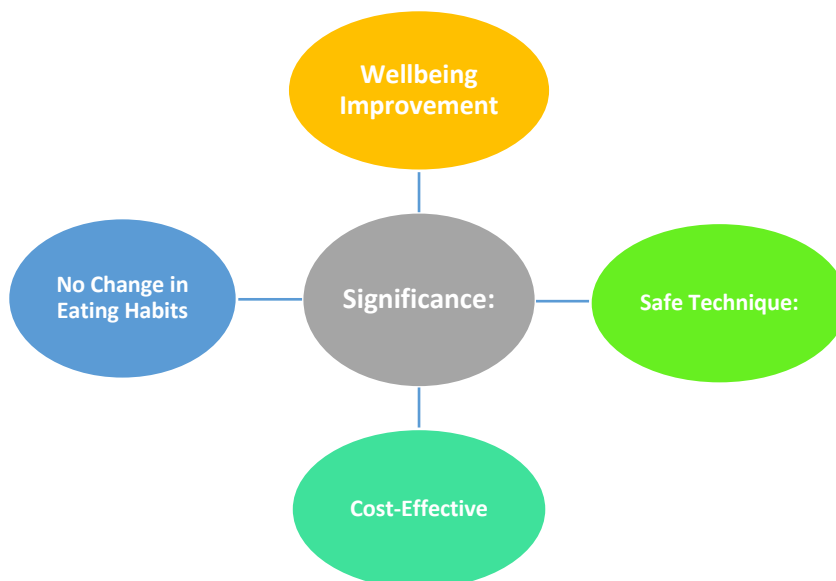 Wellbeing
Improvement
No Change in
Eating Habits
Significance:
Safe Technique:
Cost-Effective